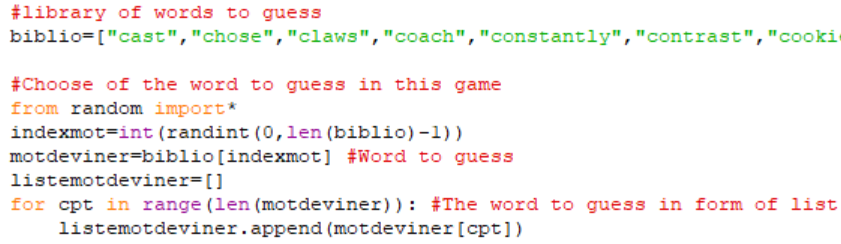 #library of words to guess
biblio=["cast","chose","claws","coach","constantly","contrast","cooki
#Choose of the word to guess in this game
from random import*
indexmot=int(randint(0,len(biblio)-1))
motdeviner=biblio[indexmot] #Word to guess
listemotdeviner=[]
for cpt in range(len(motdeviner)): #The word to guess in form of list
    listemotdeviner.append(motdeviner[cpt])